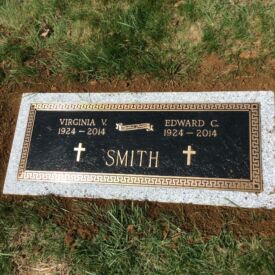 VIRGINIA V. EDWARD C.
1924 - 2014 1924 - 2014
SMITH